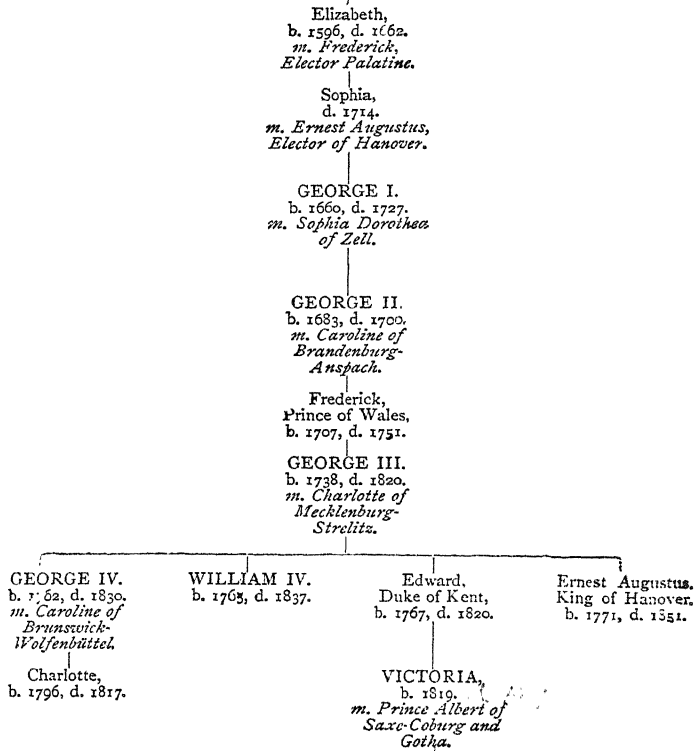 Elizabeth,
b. 1596, d. 1662.
m. Frederick,
Elector Palatine.
Sophia,
d. 1714.
m. Ernest Augustus,
Elector of Hanover.
GEORGE I.
b. 1660, d. 1727.
m. Sophia Dorothea
of Zell.
GEORGE II.
b. 1683, d. 1700.
m. Caroline of
Brandenburg-
Anspach.
Frederick,
Prince of Wales,
b. 1707, d. 1751.
GEORGE III.
b. 1738, d. 1820.
m. Charlotte of
Mecklenburg-
Strelitz.
GEORGE IV.
b. 1762, d. 1830.
m. Caroline of
Brunswick-
Wolfenbüttel.
Charlotte,
b. 1796, d. 1817.
WILLIAM IV.
b. 1765, d. 1837.
Edward,
Duke of Kent,
b. 1767, d. 1820.
VICTORIA,
b. 1819.
m. Prince Albert of
Saxe-Coburg and
Gotha.
Ernest Augustus.
King of Hanover.
b. 1771, d. 1851.